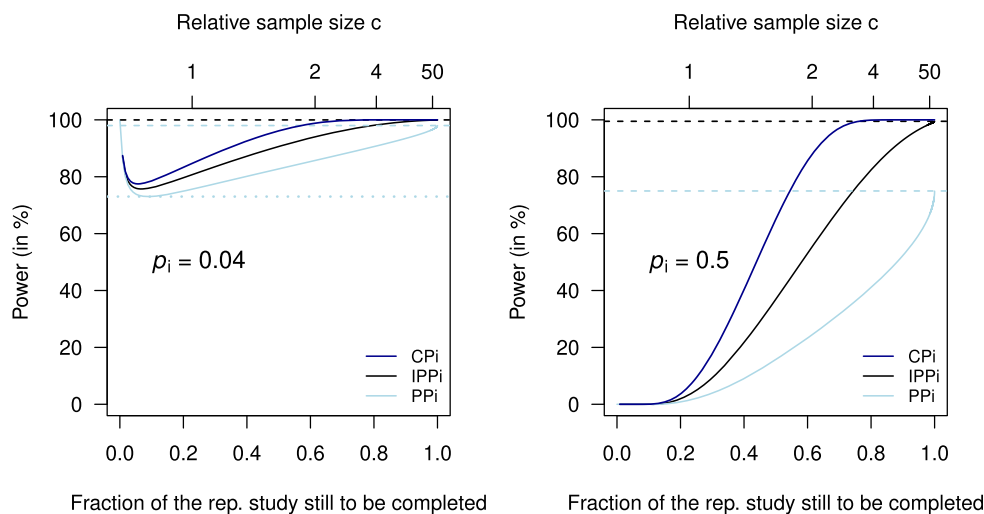 Relative sample size c
1 2 4 50
100
80
60
40
20
0
Power (in %)
pi = 0.04
CPi
IPPi
PPi
0.0 0.2 0.4 0.6 0.8 1.0
Fraction of the rep. study still to be completed
Relative sample size c
1 2 4 50
100
80
60
40
20
0
Power (in %)
pi = 0.5
CPi
IPPi
PPi
0.0 0.2 0.4 0.6 0.8 1.0
Fraction of the rep. study still to be completed